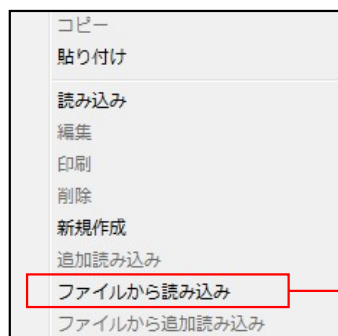 コピー
貼り付け
読み込み
編集
印刷
削除
新規作成
追加読み込み
ファイルから読み込み
ファイルから追加読み込み